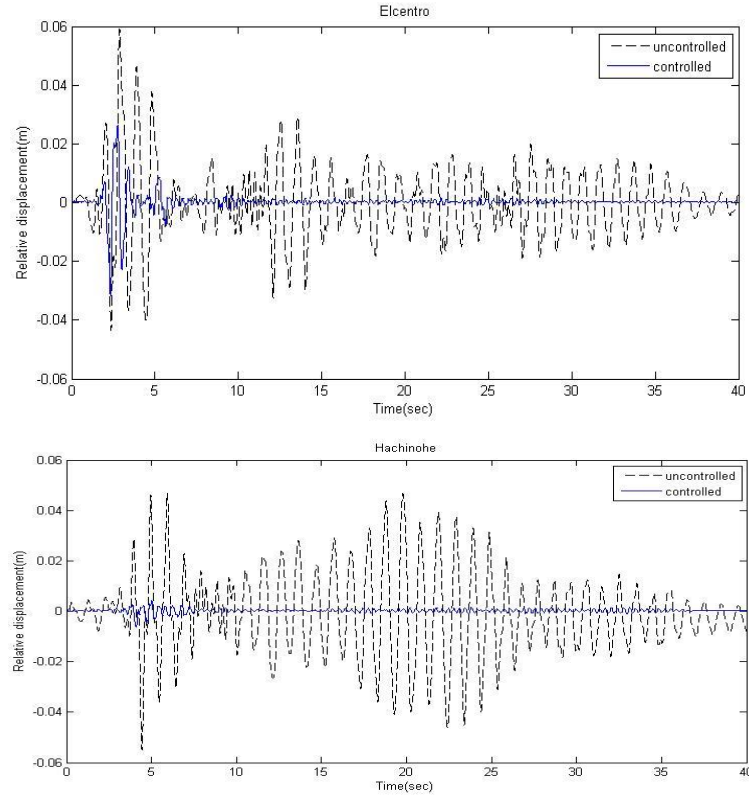 Elcentro
0.06
0.04
0.02
0
-0.02
-0.04
-0.06
Relative displacement(m)
uncontrolled
controlled
0 5 10 15 20 25 30 35 40
Time(sec)
Hachinohe
0.06
0.04
0.02
0
-0.02
-0.04
-0.06
Relative displacement(m)
uncontrolled
controlled
0 5 10 15 20 25 30 35 40
Time(sec)